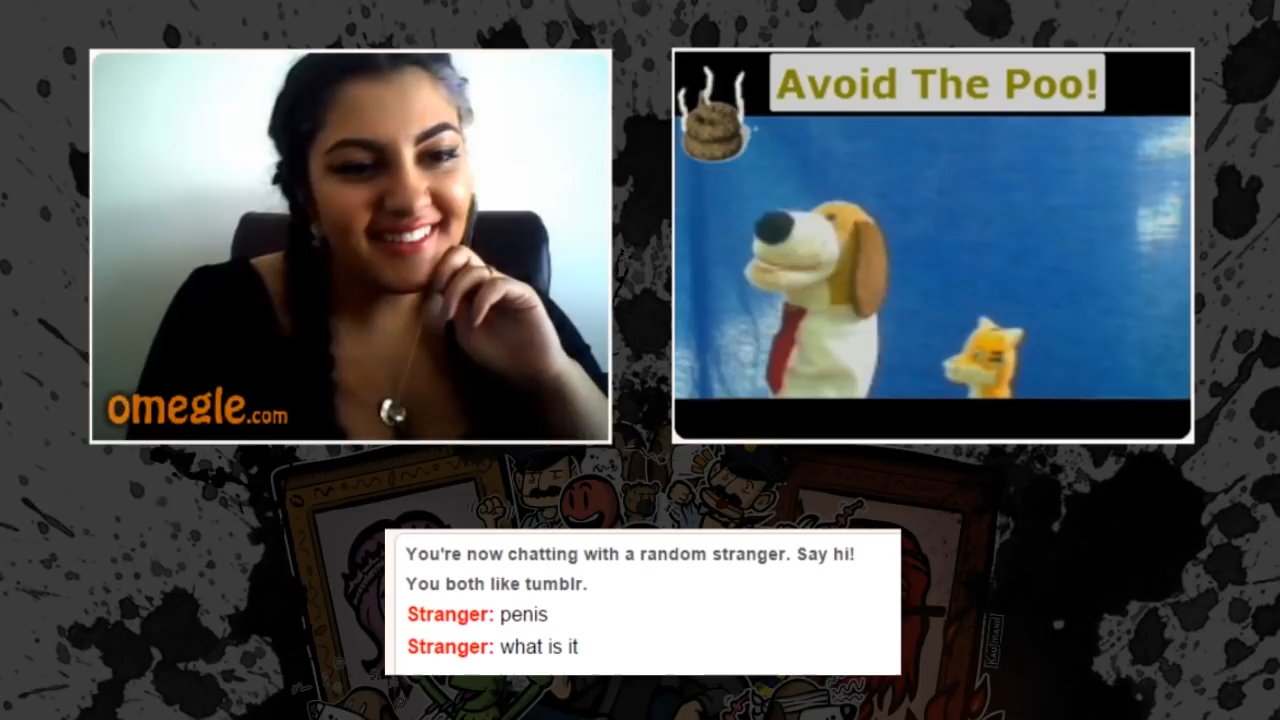 Avoid The Poo!
omegle.com
You're now chatting with a random stranger. Say hi!
You both like tumblr.
Stranger: penis
Stranger: what is it
KAUFMANN